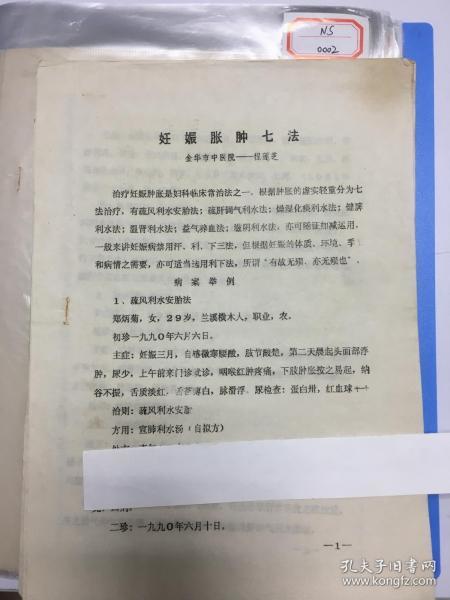 NS
0002
妊娠胀肿七法
金华市中医院——程蓮芝
治疗妊娠肿胀是妇科临床常治法之一，根据肿胀的虚实轻重分为七
法治疗，有疏风利水安胎法；疏肝调气利水法；燥湿化痰利水法；健脾
利水法；温肾利水法；益气养血法；滋阴利水法，亦可随证加减运用，
一般来讲妊娠病禁用汗、利、下三法，但根据妊娠的体质、环境、季
和病情之需要，亦可适当选用利下法，所谓“有故无殒、亦无殒也”。
病案举例
1、疏风利水安胎法
郑炳菊，女，29岁，兰溪横木人，职业，农。
初珍一九九0年六月六日。
主症：妊娠三月，自感微寒腰酸，肢节酸楚，第二天晨起头面部浮
肿，尿少，上午前来门诊就诊，咽喉红肿疼痛，下肢肿胀按之易起，纳
谷不振，舌质淡红，舌苔薄白，脉滑浮、尿检查：蛋白卅，红血球++
治则：疏风利水安胎
方用：宣肺利水汤（自拟方）
二珍：一九九0年六月十日。
—1—
孔夫子旧书网
www.kongfz.com